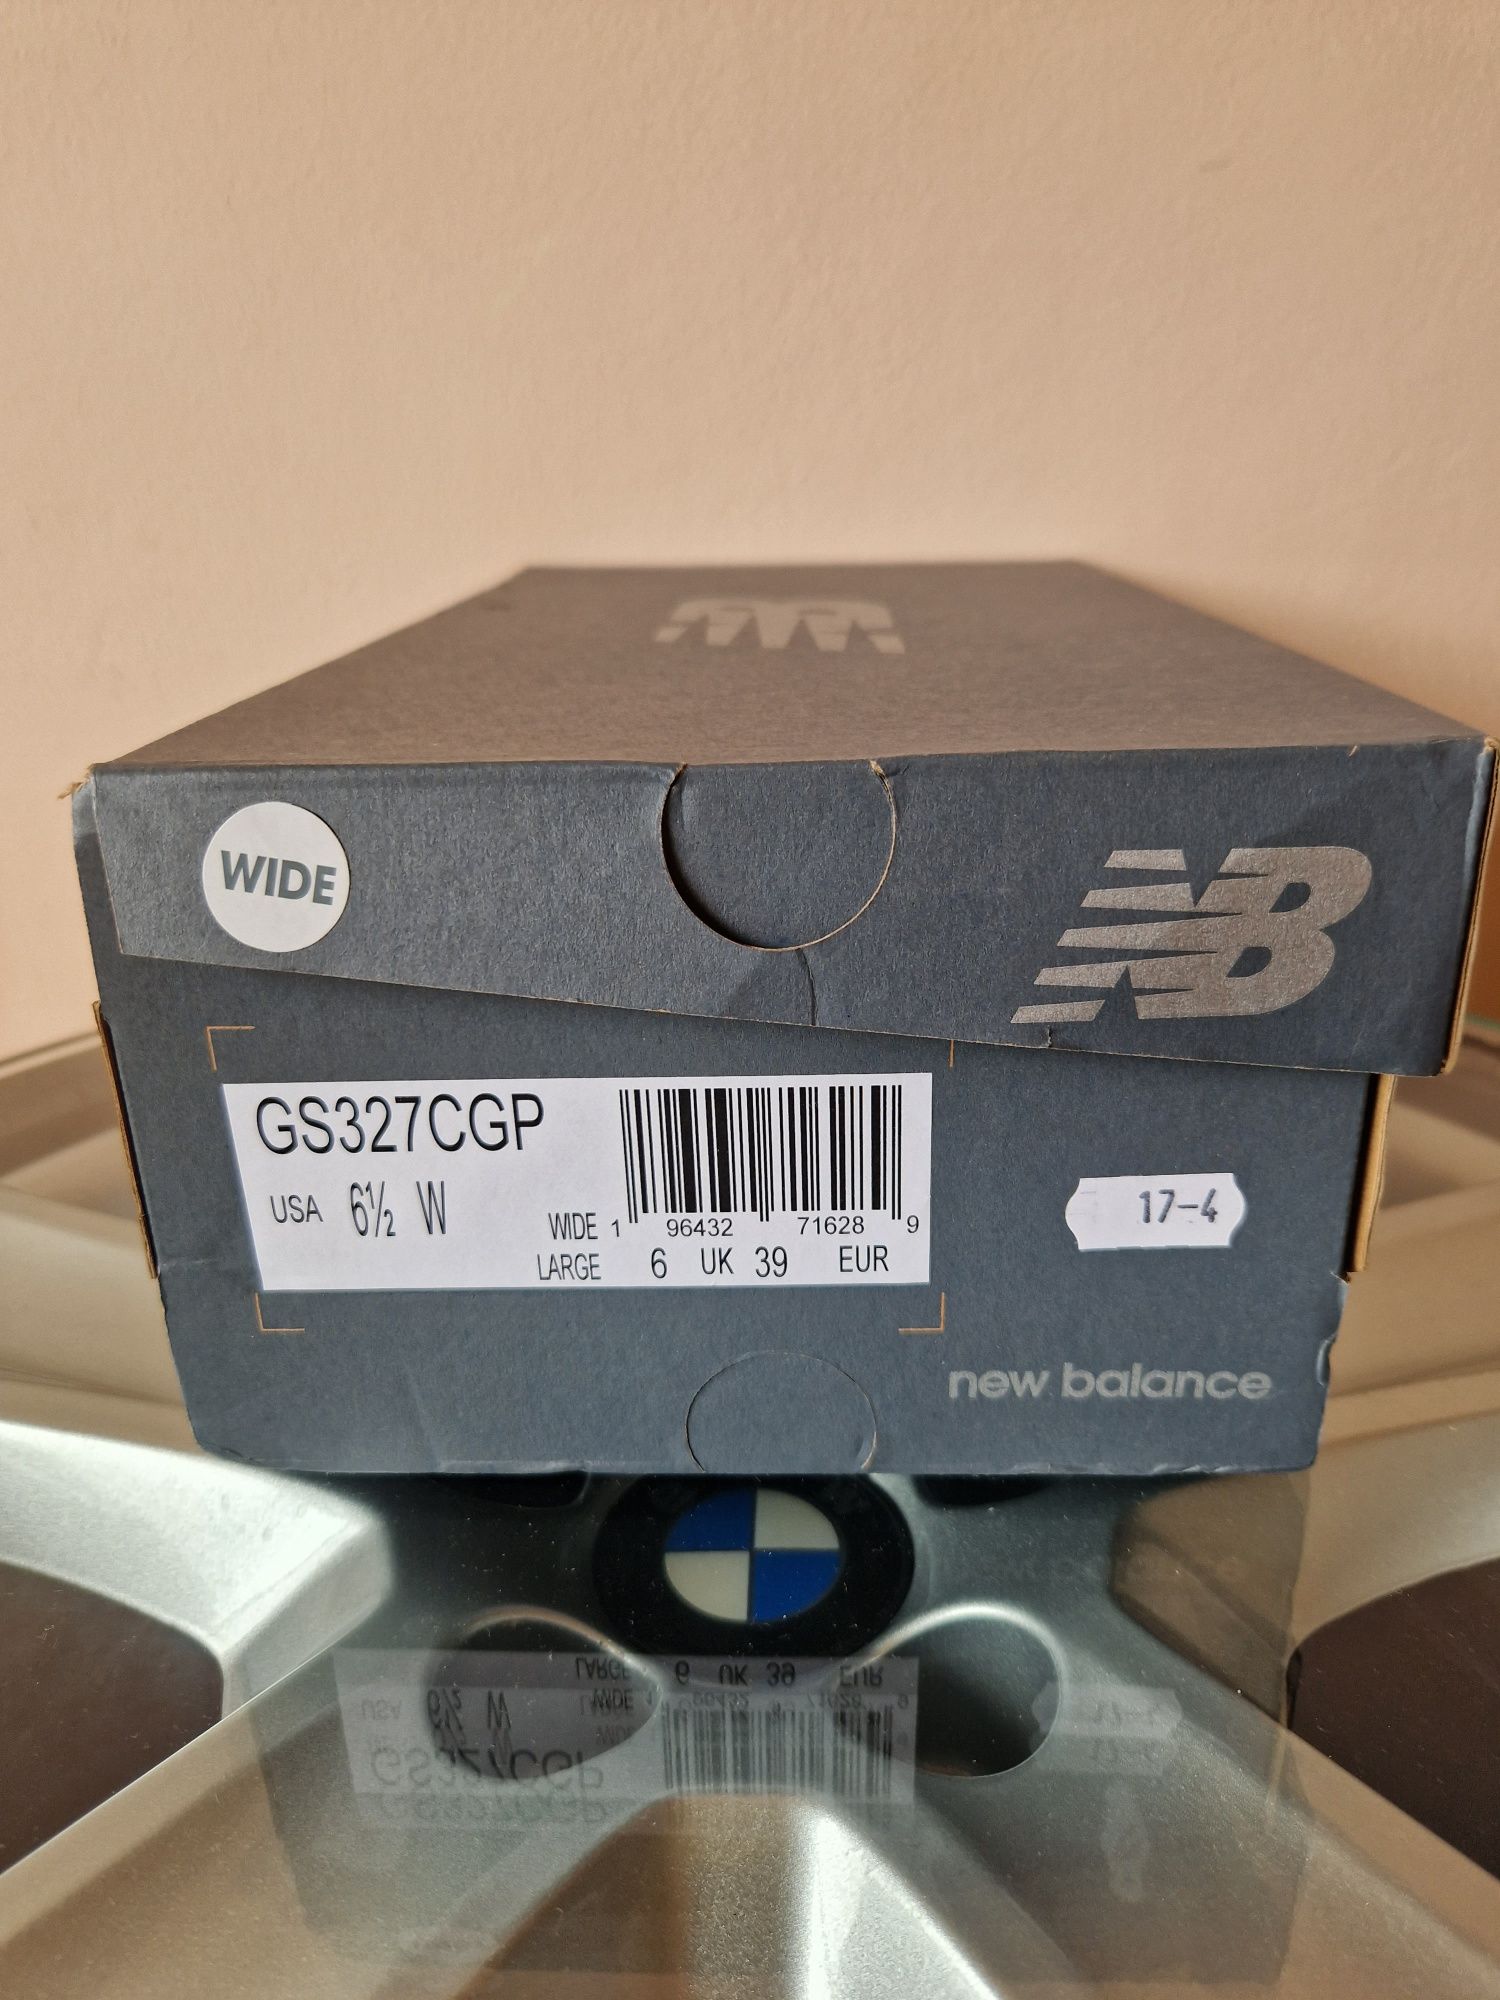 WIDE
NB
GS327CGP
USA 6½ W
WIDE 1 96432 71628 9
LARGE 6 UK 39 EUR
17-4
new balance